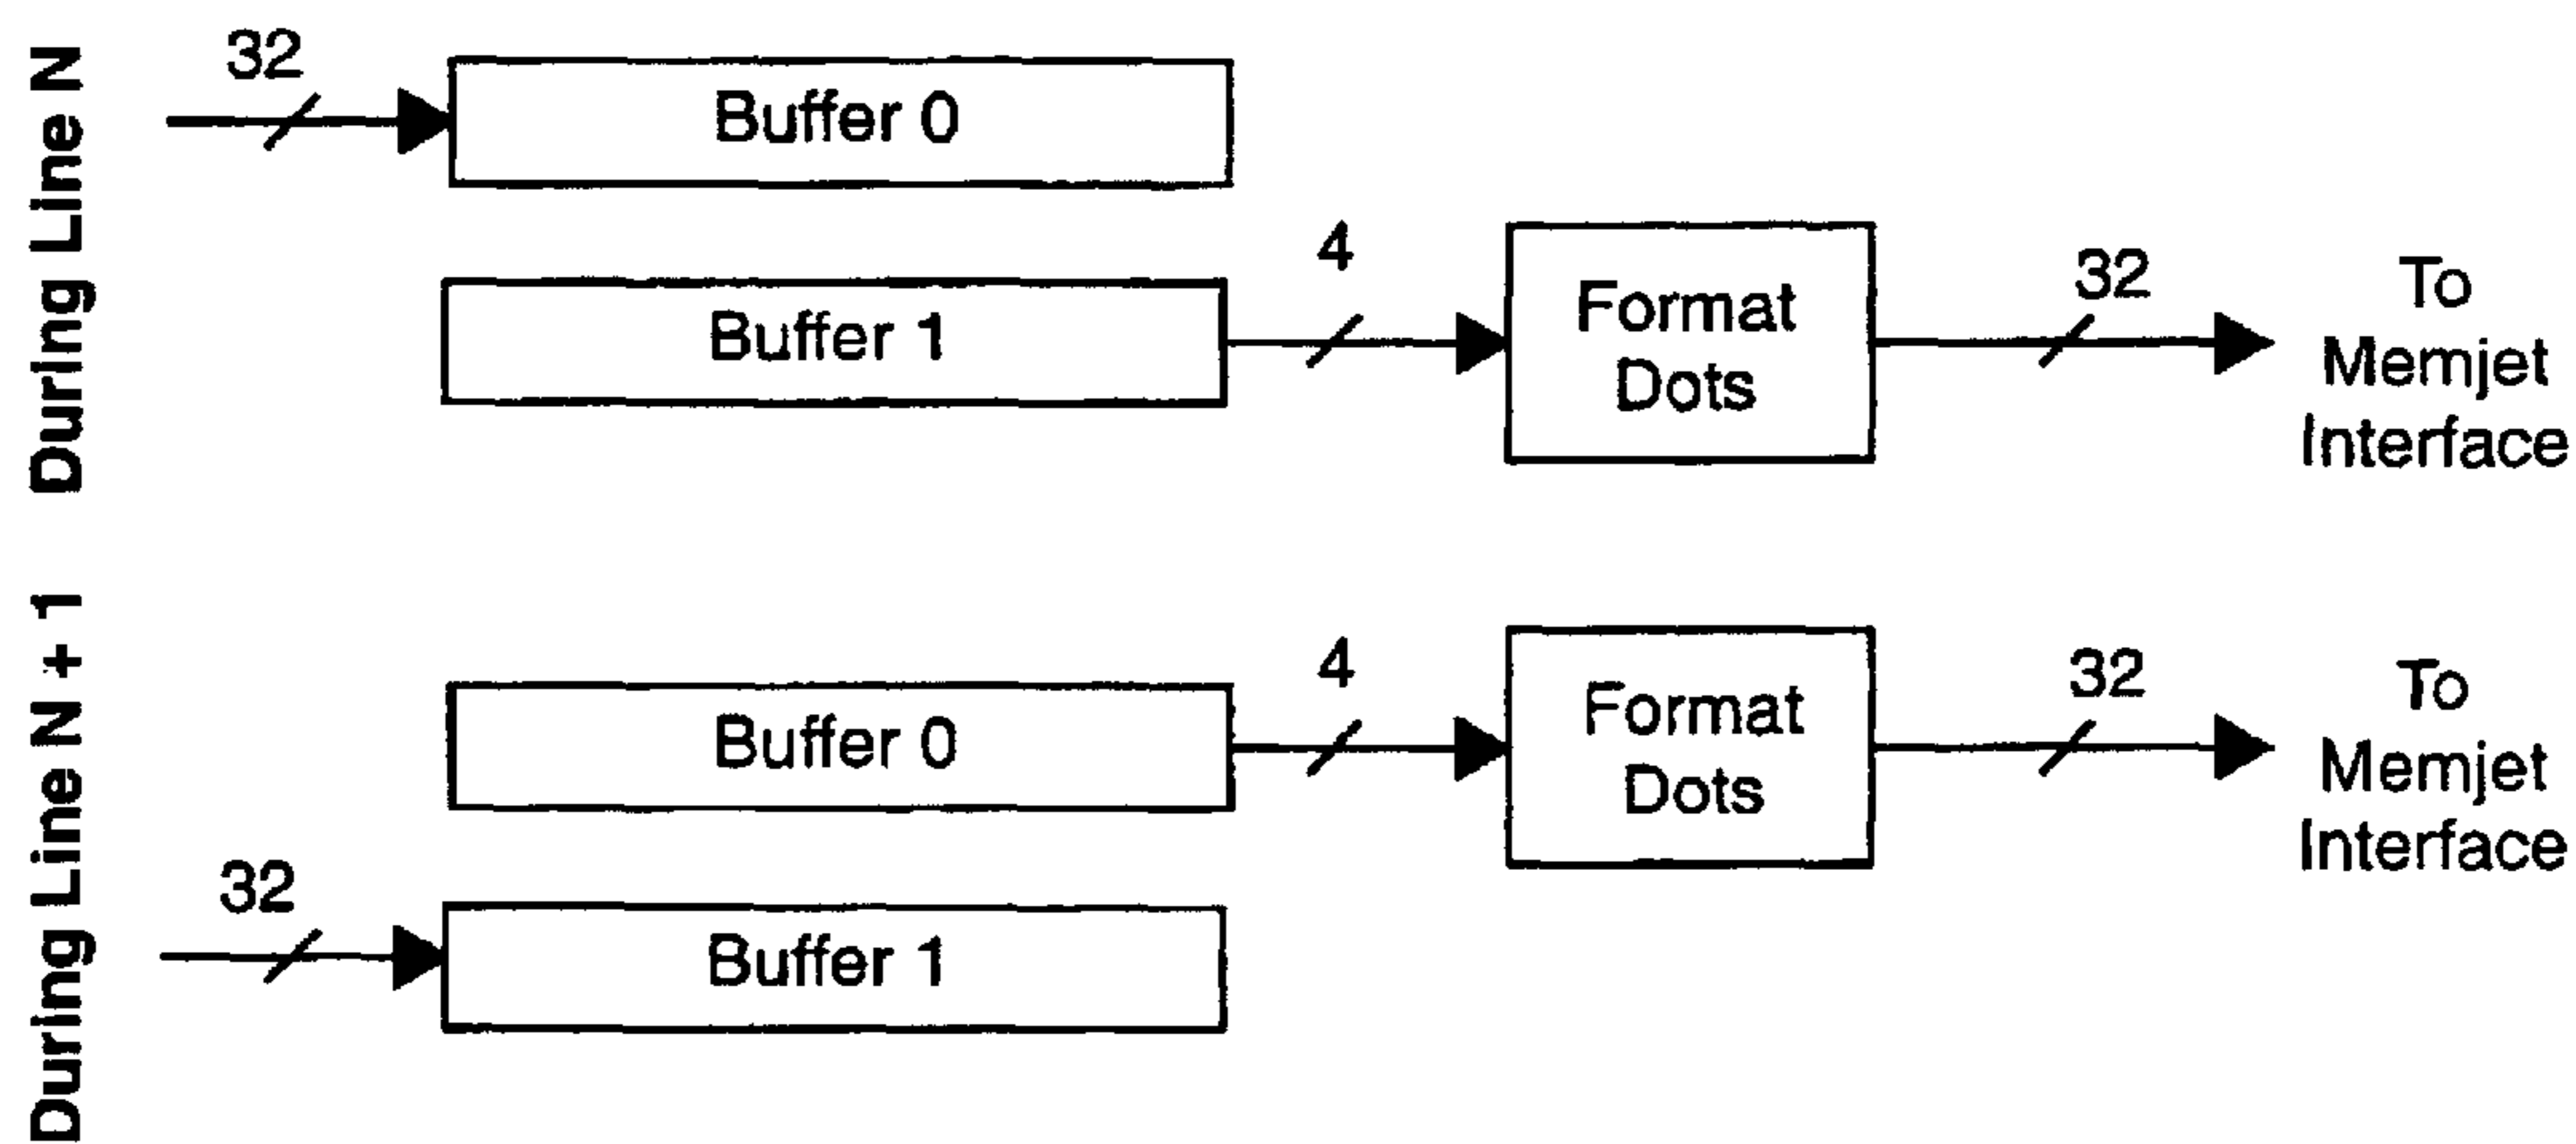 During Line N
32
Buffer 0
Buffer 1
4
Format
Dots
32
To
Memjet
Interface
During Line N + 1
Buffer 0
4
Format
Dots
32
To
Memjet
Interface
32
Buffer 1